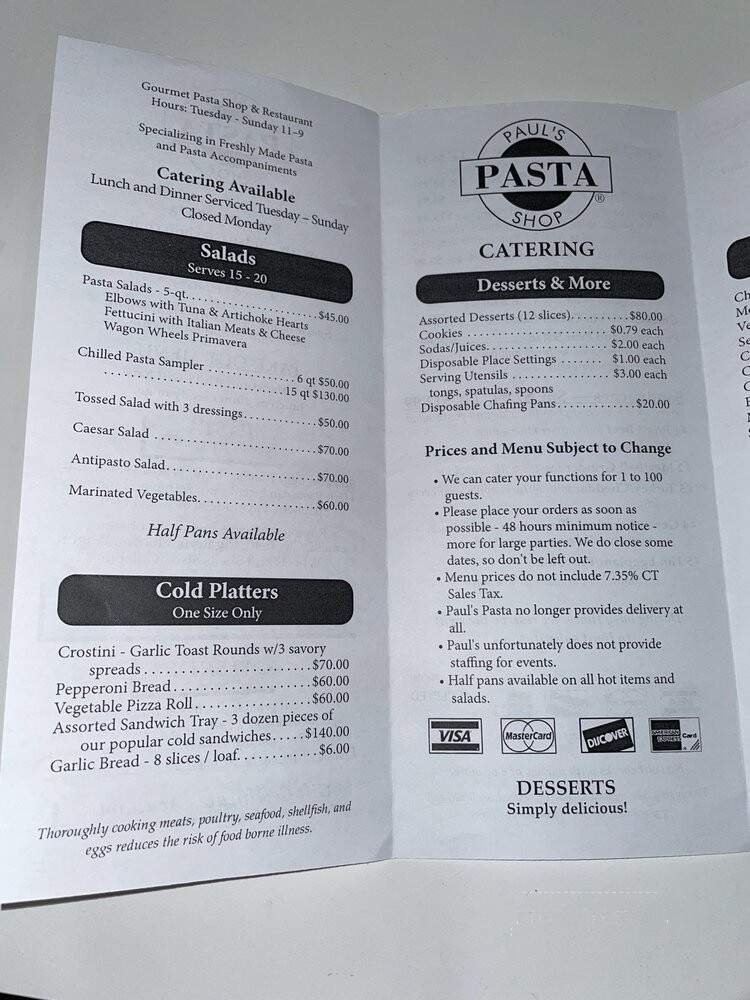 Gourmet Pasta Shop & Restaurant
Hours: Tuesday - Sunday 11–9
Specializing in Freshly Made Pasta
and Pasta Accompaniments
Catering Available
Lunch and Dinner Serviced Tuesday – Sunday
Closed Monday
Salads
Serves 15 - 20
Pasta Salads - 5-qt. . . . . . . . . . . . . . . . . . . . . . $45.00
Elbows with Tuna & Artichoke Hearts
Fettucini with Italian Meats & Cheese
Wagon Wheels Primavera
Chilled Pasta Sampler . . . . . . . . . . . . . . 6 qt $50.00
. . . . . . . . . . . . . . . . . . . . . . . . . . . . . . 15 qt $130.00
Tossed Salad with 3 dressings. . . . . . . . . . . . $50.00
Caesar Salad . . . . . . . . . . . . . . . . . . . . . . . . . . . $70.00
Antipasto Salad. . . . . . . . . . . . . . . . . . . . . . . . . $70.00
Marinated Vegetables. . . . . . . . . . . . . . . . . . . . $60.00
Half Pans Available
Cold Platters
One Size Only
Crostini - Garlic Toast Rounds w/3 savory
spreads . . . . . . . . . . . . . . . . . . . . . . . . . . $70.00
Pepperoni Bread. . . . . . . . . . . . . . . . . . . . . . $60.00
Vegetable Pizza Roll. . . . . . . . . . . . . . . . . . . $60.00
Assorted Sandwich Tray - 3 dozen pieces of
our popular cold sandwiches. . . . . $140.00
Garlic Bread - 8 slices / loaf. . . . . . . . . . . . $6.00
Thoroughly cooking meats, poultry, seafood, shellfish, and
eggs reduces the risk of food borne illness.
PAUL'S
PASTA
®
SHOP
CATERING
Desserts & More
Assorted Desserts (12 slices). . . . . . . . . . $80.00
Cookies . . . . . . . . . . . . . . . . . . . . . . . . $0.79 each
Sodas/Juices. . . . . . . . . . . . . . . . . . . . . $2.00 each
Disposable Place Settings . . . . . . . $1.00 each
Serving Utensils . . . . . . . . . . . . . . . . . $3.00 each
tongs, spatulas, spoons
Disposable Chafing Pans. . . . . . . . . . . . . $20.00
Prices and Menu Subject to Change
• We can cater your functions for 1 to 100
guests.
• Please place your orders as soon as
possible - 48 hours minimum notice -
more for large parties. We do close some
dates, so don't be left out.
• Menu prices do not include 7.35% CT
Sales Tax.
• Paul's Pasta no longer provides delivery at
all.
• Paul's unfortunately does not provide
staffing for events.
• Half pans available on all hot items and
salads.
VISA
MasterCard
DISCOVER
AMERICAN EXPRESS Card
DESSERTS
Simply delicious!